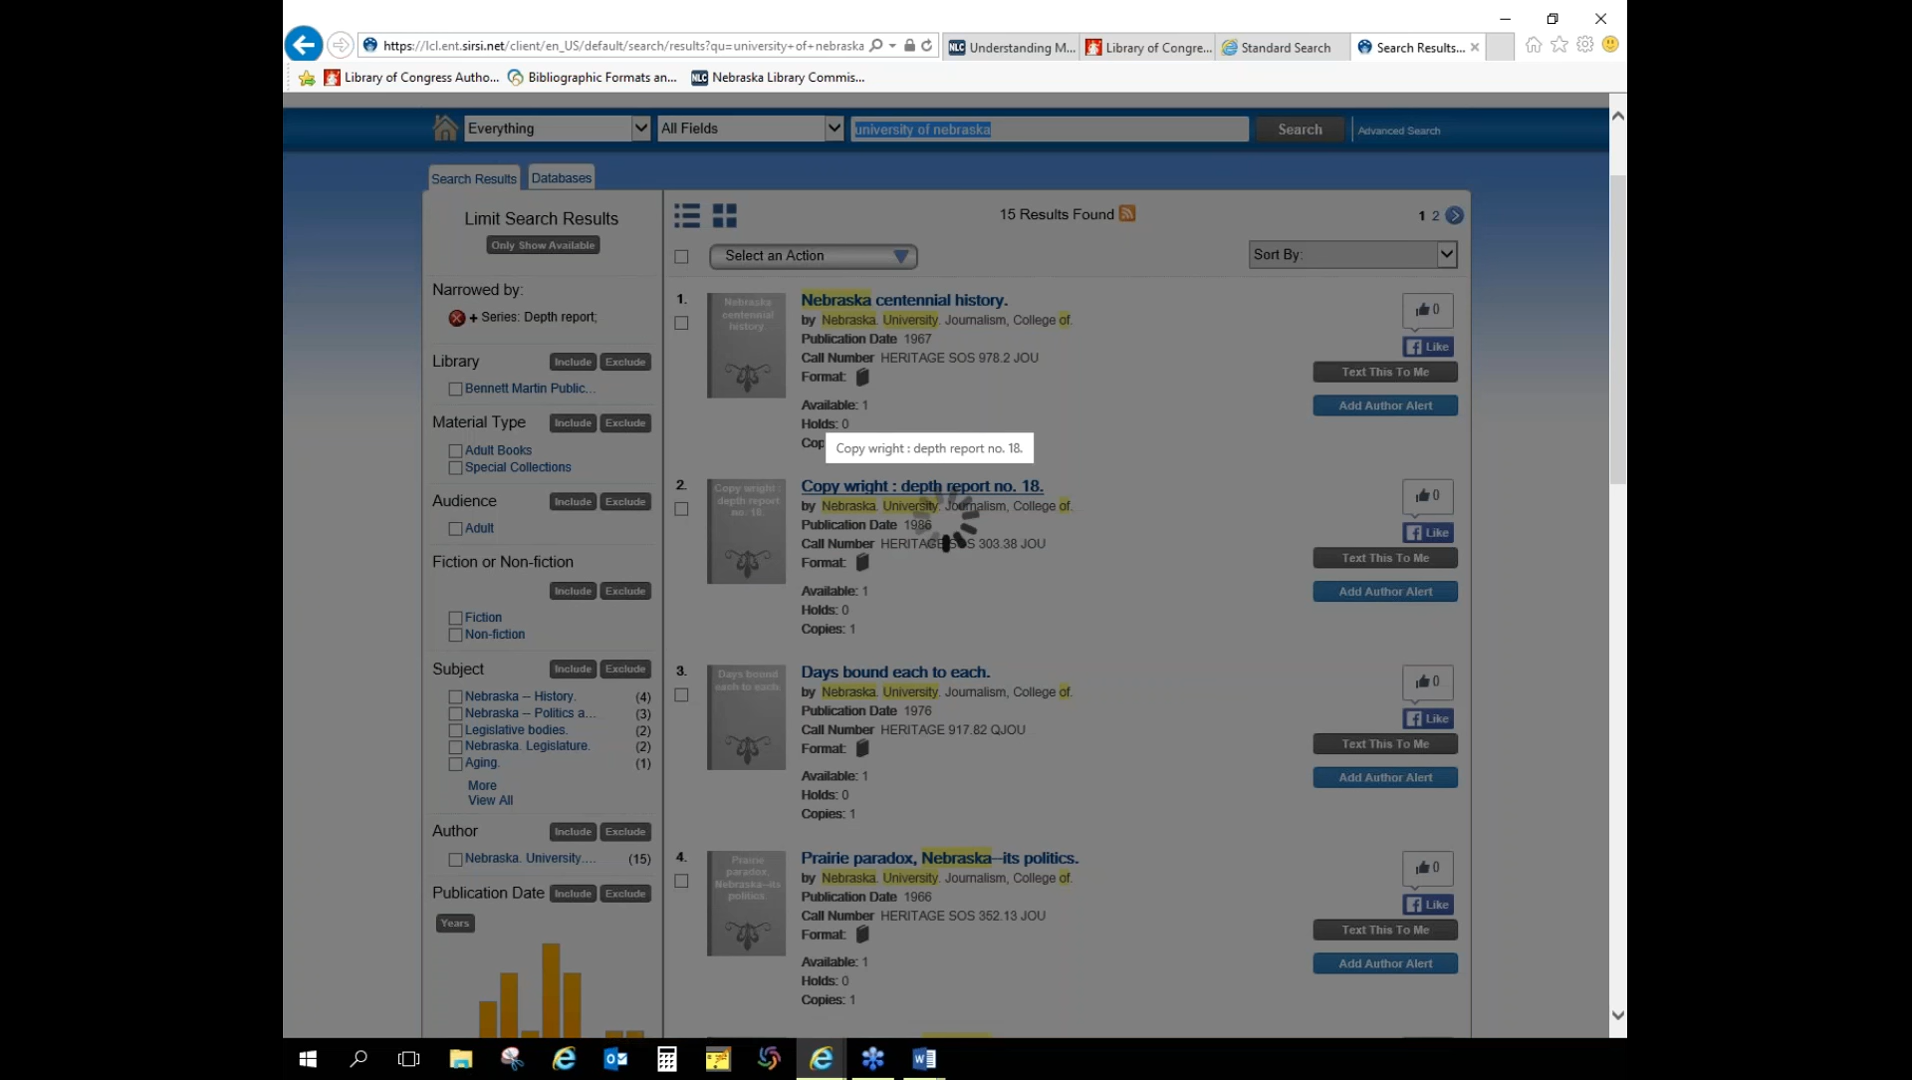 https://lcl.ent.sirsi.net/client/en_US/default/search/results?qu=university+of+nebraska
NLC Understanding M...
Library of Congre...
Standard Search
Search Results...
Library of Congress Autho...
Bibliographic Formats an...
NLC Nebraska Library Commis...
Everything
All Fields
university of nebraska
Search
Advanced Search
Search Results
Databases
Limit Search Results
Only Show Available
Narrowed by:
+ Series: Depth report;
Library Include Exclude
Bennett Martin Public...
Material Type Include Exclude
Adult Books
Special Collections
Audience Include Exclude
Adult
Fiction or Non-fiction
Include Exclude
Fiction
Non-fiction
Subject Include Exclude
Nebraska -- History. (4)
Nebraska -- Politics a... (3)
Legislative bodies. (2)
Nebraska. Legislature. (2)
Aging. (1)
More
View All
Author Include Exclude
Nebraska. University.... (15)
Publication Date Include Exclude
Years
15 Results Found
1 2
Select an Action
Sort By:
1.
Nebraska
centennial
history
Nebraska centennial history.
by Nebraska. University. Journalism, College of.
Publication Date 1967
Call Number HERITAGE SOS 978.2 JOU
Format:
Available: 1
Holds: 0
Cop
0
Like
Text This To Me
Add Author Alert
Copy wright : depth report no. 18.
2.
Copy wright :
depth report
no. 18.
Copy wright : depth report no. 18.
by Nebraska. University. Journalism, College of.
Publication Date 1986
Call Number HERITAGE SOS 303.38 JOU
Format:
Available: 1
Holds: 0
Copies: 1
0
Like
Text This To Me
Add Author Alert
3.
Days bound
each to each.
Days bound each to each.
by Nebraska. University. Journalism, College of.
Publication Date 1976
Call Number HERITAGE 917.82 QJOU
Format:
Available: 1
Holds: 0
Copies: 1
0
Like
Text This To Me
Add Author Alert
4.
Prairie
paradox,
Nebraska--its
politics.
Prairie paradox, Nebraska--its politics.
by Nebraska. University. Journalism, College of.
Publication Date 1966
Call Number HERITAGE SOS 352.13 JOU
Format:
Available: 1
Holds: 0
Copies: 1
0
Like
Text This To Me
Add Author Alert